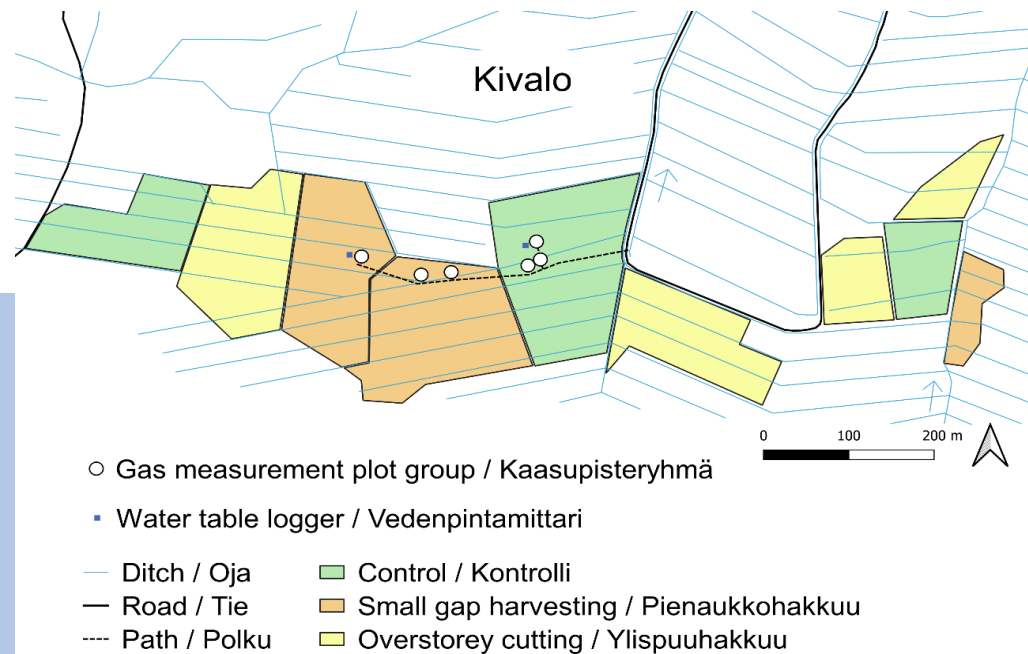 Kivalo
0 100 200 m
Gas measurement plot group / Kaasupisteryhmä
Water table logger / Vedenpintamittari
Ditch / Oja
Control / Kontrolli
Road / Tie
Small gap harvesting / Pienaukkohakkuu
Path / Polku
Overstorey cutting / Ylispuuhakkuu